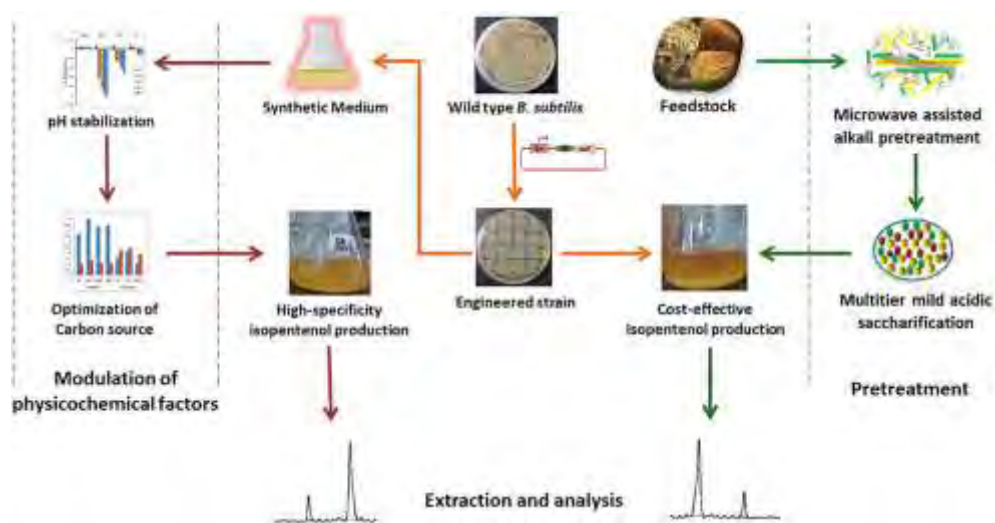 Synthetic Medium
Wild type B. subtilis
Feedstock
pH stabilization
Microwave assisted
alkali pretreatment
Optimization of
Carbon source
High-specificity
isopentenol production
Engineered strain
Cost-effective
isopentenol production
Multitier mild acidic
saccharification
Modulation of
physicochemical factors
Pretreatment
Extraction and analysis